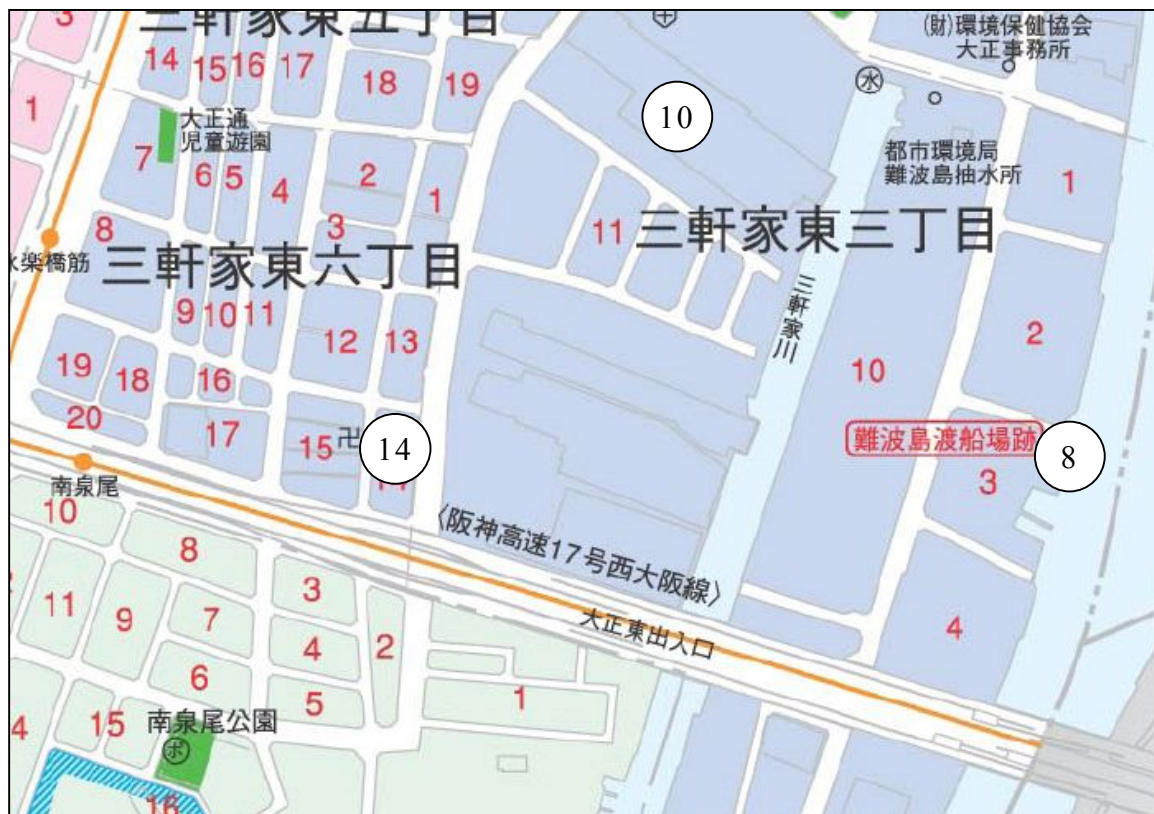 三軒家東五丁目
3
14
15
16
17
18
19
10
(財)環境保健協会
大正事務所
水
1
大正通
児童遊園
7
6
5
4
2
3
1
都市環境局
難波島抽水所
1
8
11
三軒家東三丁目
三軒家東六丁目
楽橋筋
9
10
11
12
13
三軒家川
2
19
18
16
10
20
17
15
卍
14
難波島渡船場跡
8
3
南泉尾
10
8
〈阪神高速17号西大阪線〉
大正東出入口
3
11
9
7
4
2
4
6
5
1
4
15
南泉尾公園
ポ
16